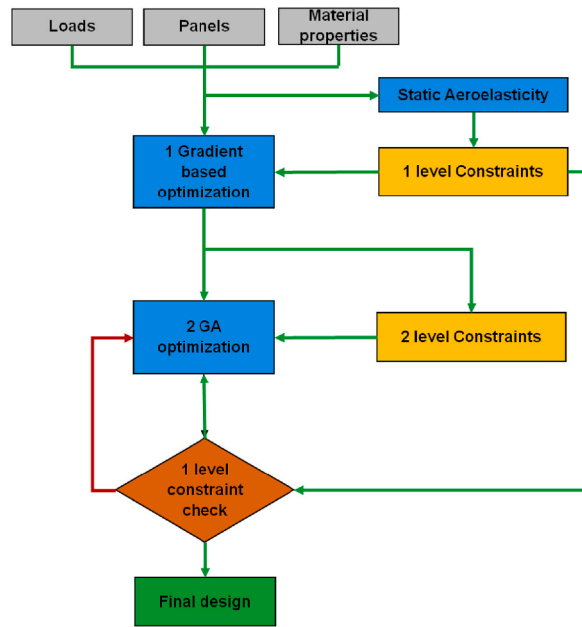 Loads
Panels
Material
properties
Static Aeroelasticity
1 Gradient
based
optimization
1 level Constraints
2 GA
optimization
2 level Constraints
1 level
constraint
check
Final design